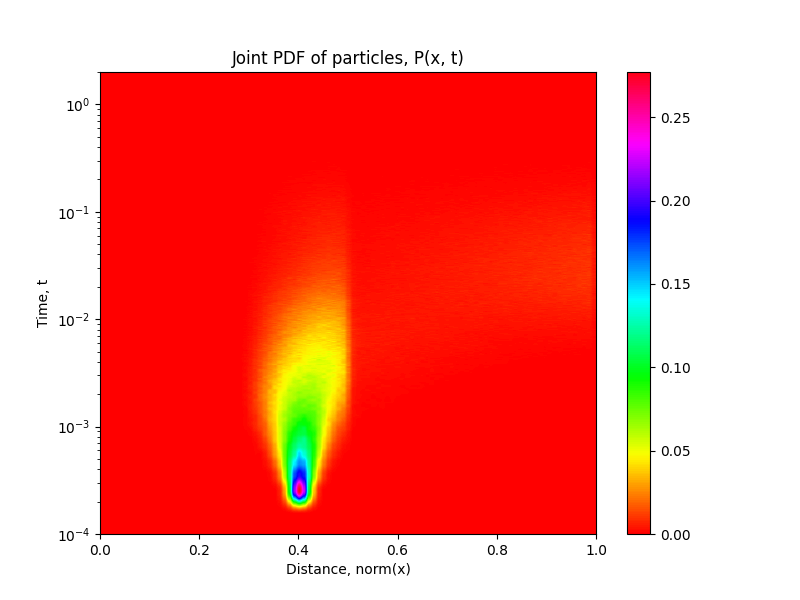 Joint PDF of particles, P(x, t)
Time, t
10⁰
10⁻¹
10⁻²
10⁻³
10⁻⁴
0.0 0.2 0.4 0.6 0.8 1.0
Distance, norm(x)
0.25
0.20
0.15
0.10
0.05
0.00